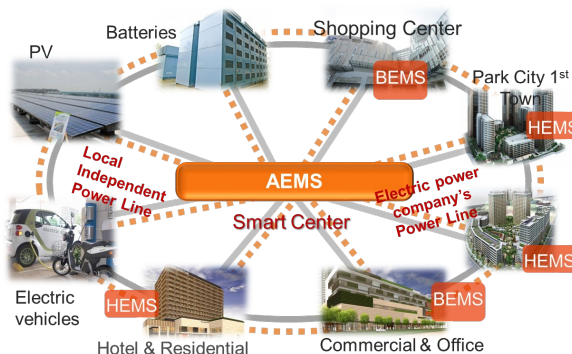 Batteries
Shopping Center
PV
BEMS
Park City 1st
Town
HEMS
Local
Independent
Power Line
AEMS
Electric power
company's
Power Line
Smart Center
HEMS
Electric
vehicles
HEMS
BEMS
Hotel & Residential
Commercial & Office